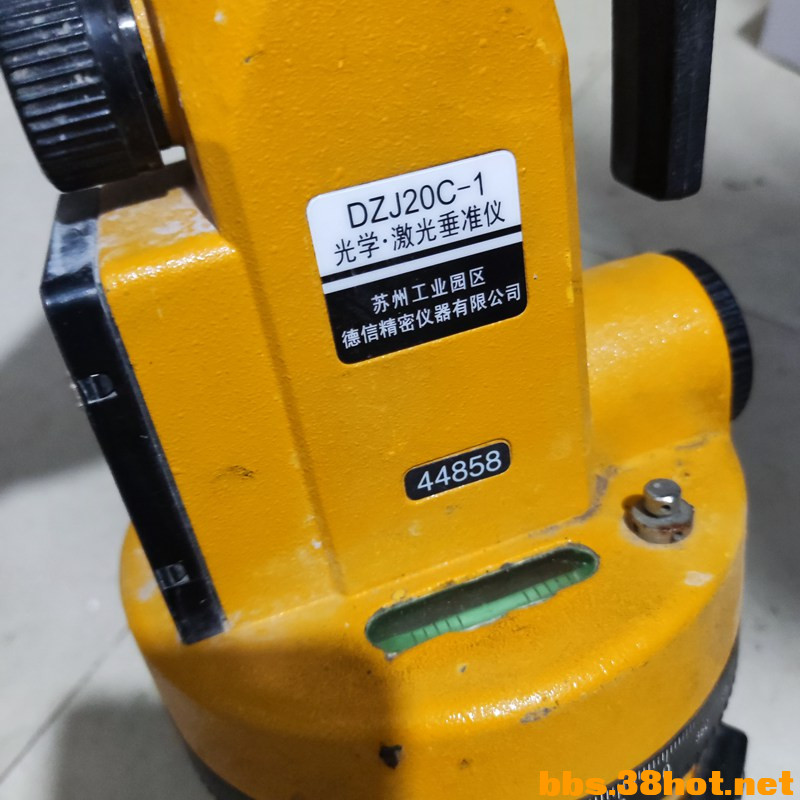 DZJ20C-1
光学·激光垂准仪
苏州工业园区
德信精密仪器有限公司
44858
bbs.38hot.net